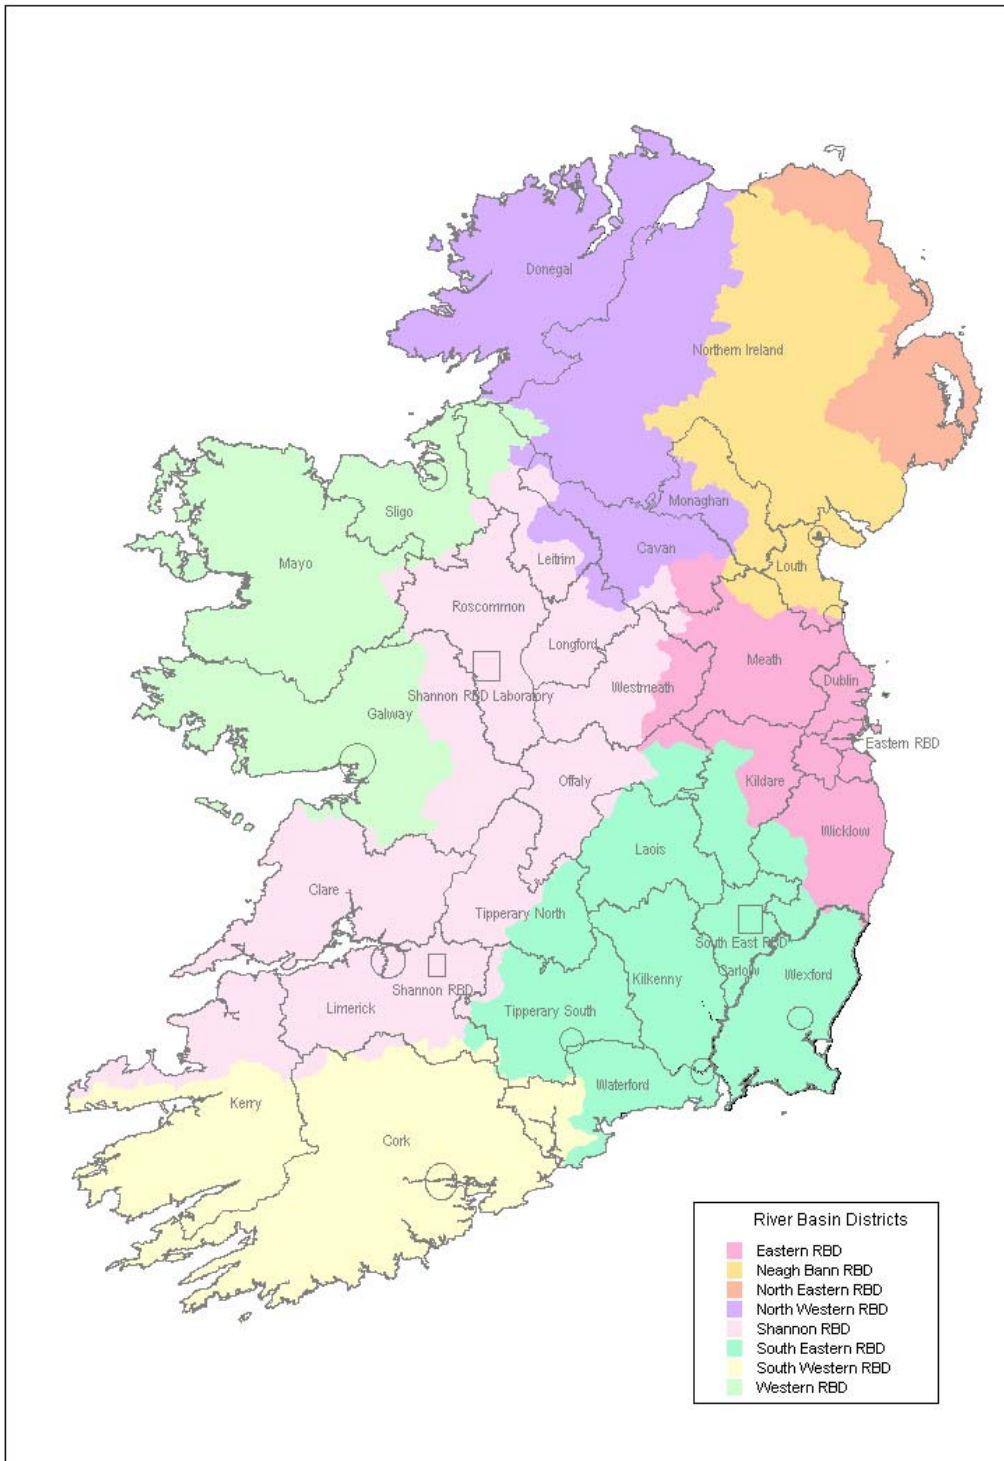 Donegal
Northern Ireland
Monaghan
Sligo
Cavan
Mayo
Leitrim
Louth
Roscommon
Longford
Meath
Westmeath
Dublin
Shannon RBD Laboratory
Galway
Eastern RBD
Offaly
Kildare
Wicklow
Laois
Clare
Tipperary North
South East RBD
Kilkenny
Carlow
Wexford
Shannon RBD
Limerick
Tipperary South
Waterford
Kerry
Cork
River Basin Districts
Eastern RBD
Neagh Bann RBD
North Eastern RBD
North Western RBD
Shannon RBD
South Eastern RBD
South Western RBD
Western RBD